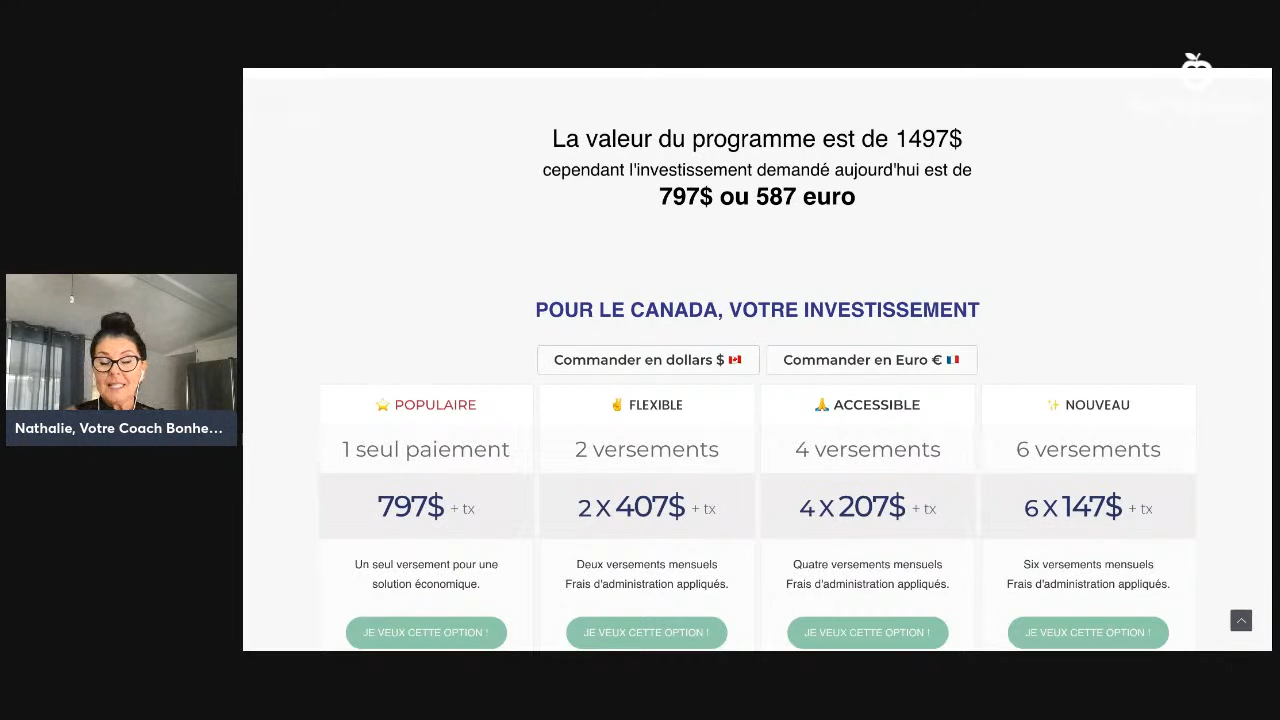 La valeur du programme est de 1497$
cependant l'investissement demandé aujourd'hui est de
797$ ou 587 euro
POUR LE CANADA, VOTRE INVESTISSEMENT
Commander en dollars $ 🇨🇦
Commander en Euro € 🇫🇷
⭐ POPULAIRE
1 seul paiement
797$ + tx
Un seul versement pour une
solution économique.
JE VEUX CETTE OPTION !
✌️ FLEXIBLE
2 versements
2 X 407$ + tx
Deux versements mensuels
Frais d'administration appliqués.
JE VEUX CETTE OPTION !
🙏 ACCESSIBLE
4 versements
4 X 207$ + tx
Quatre versements mensuels
Frais d'administration appliqués.
JE VEUX CETTE OPTION !
✨ NOUVEAU
6 versements
6 X 147$ + tx
Six versements mensuels
Frais d'administration appliqués.
JE VEUX CETTE OPTION !
Nathalie, Votre Coach Bonhe...